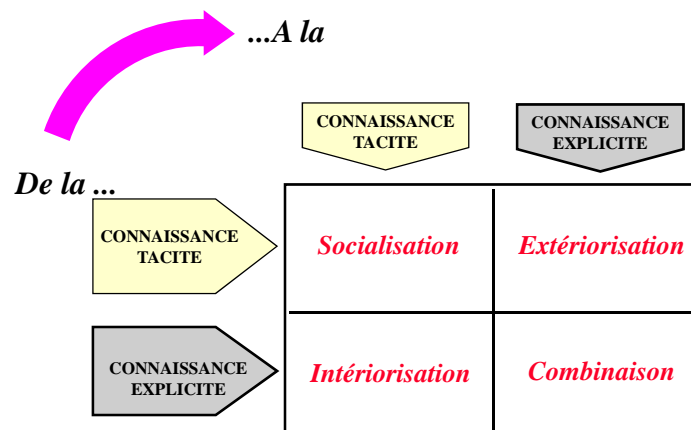 ...A la
CONNAISSANCE
TACITE
CONNAISSANCE
EXPLICITE
De la ...
CONNAISSANCE
TACITE
Socialisation
Extériorisation
CONNAISSANCE
EXPLICITE
Intériorisation
Combinaison